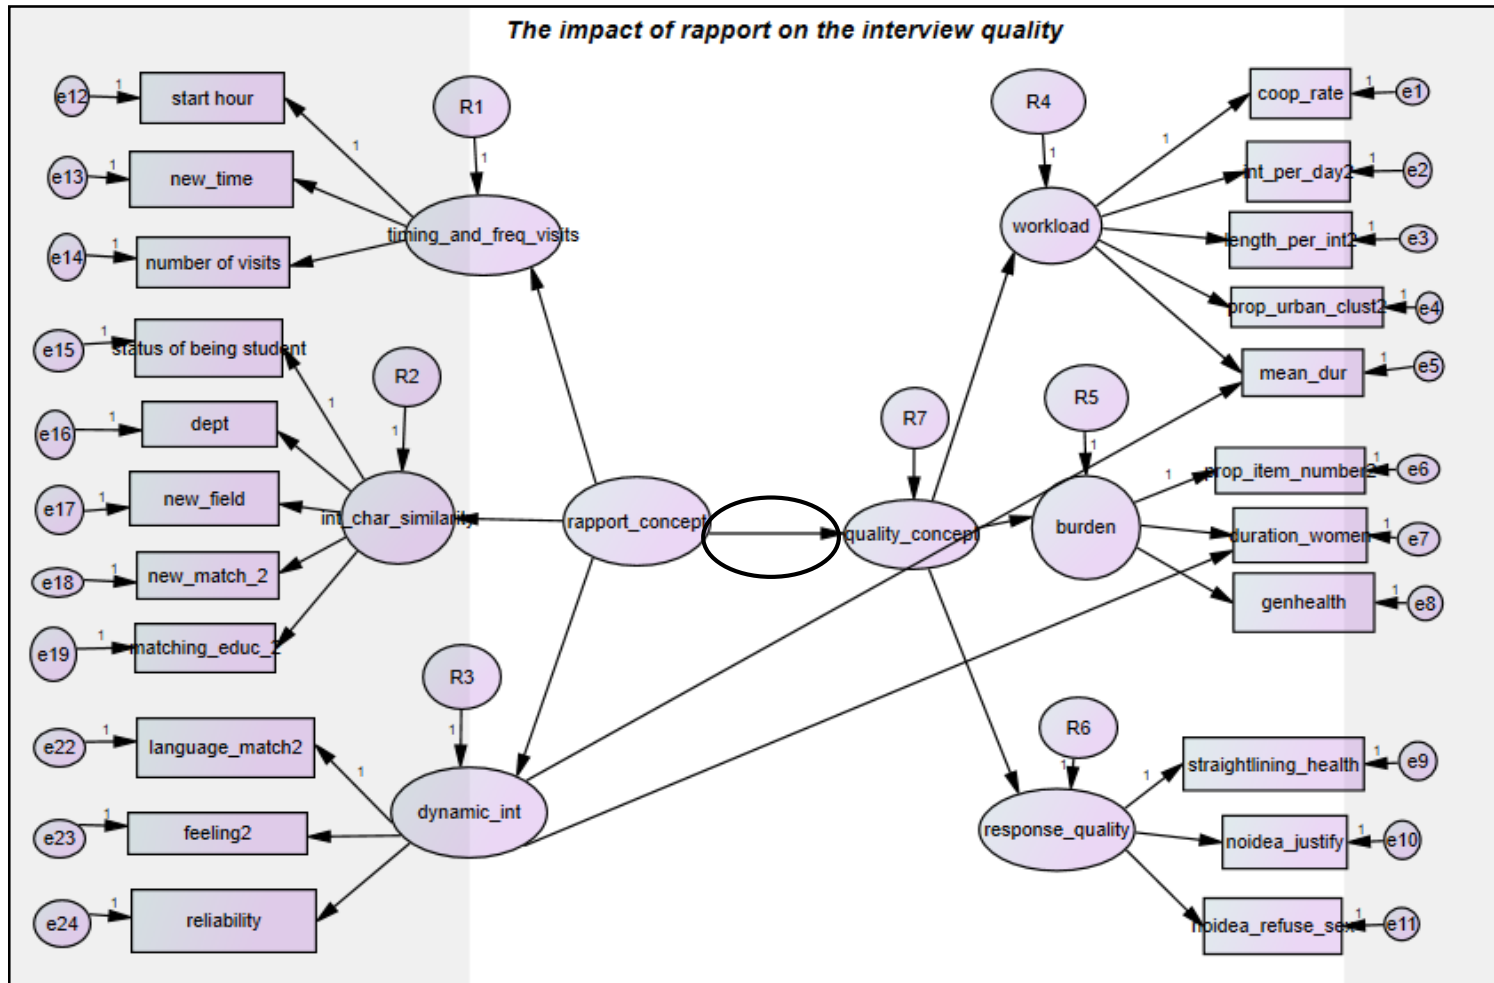 The impact of rapport on the interview quality
e12
1
start hour
e13
1
new_time
e14
1
number of visits
1
R1
1
timing_and_freq_visits
e15
1
status of being student
e16
1
dept
e17
1
new_field
e18
1
new_match_2
e19
1
matching_educ_2
1
R2
1
int_char_similarity
rapport_concept
e22
1
language_match2
e23
1
feeling2
e24
1
reliability
1
R3
1
dynamic_int
R7
quality_concept
R4
1
workload
1
coop_rate
1
e1
int_per_day2
1
e2
length_per_int2
1
e3
prop_urban_clust2
1
e4
mean_dur
1
e5
R5
1
burden
1
prop_item_number2
1
e6
duration_women
1
e7
genhealth
1
e8
R6
1
response_quality
1
straightlining_health
1
e9
noidea_justify
1
e10
noidea_refuse_sex
1
e11